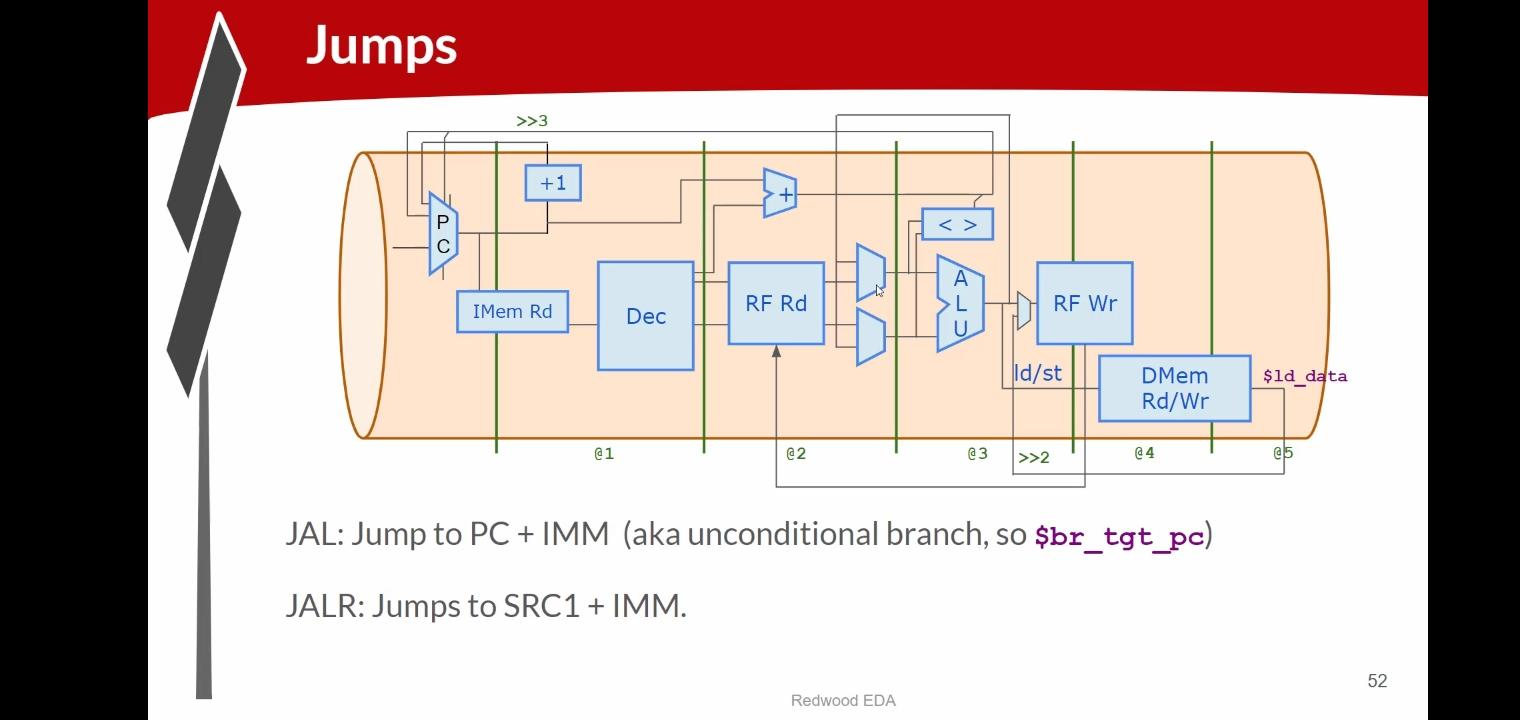 Jumps
>>3
+1
+
P
C
< >
A
L
U
IMem Rd
Dec
RF Rd
RF Wr
ld/st
DMem
Rd/Wr
$ld_data
@1
@2
@3
>>2
@4
@5
JAL: Jump to PC + IMM (aka unconditional branch, so $br_tgt_pc)
JALR: Jumps to SRC1 + IMM.
52
Redwood EDA